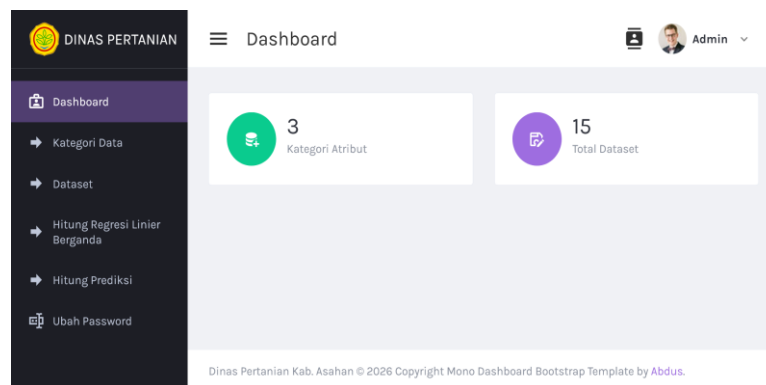 DINAS PERTANIAN
Dashboard
Kategori Data
Dataset
Hitung Regresi Linier
Berganda
Hitung Prediksi
Ubah Password
Dashboard
Admin
3
Kategori Atribut
15
Total Dataset
Dinas Pertanian Kab. Asahan © 2026 Copyright Mono Dashboard Bootstrap Template by Abdus.